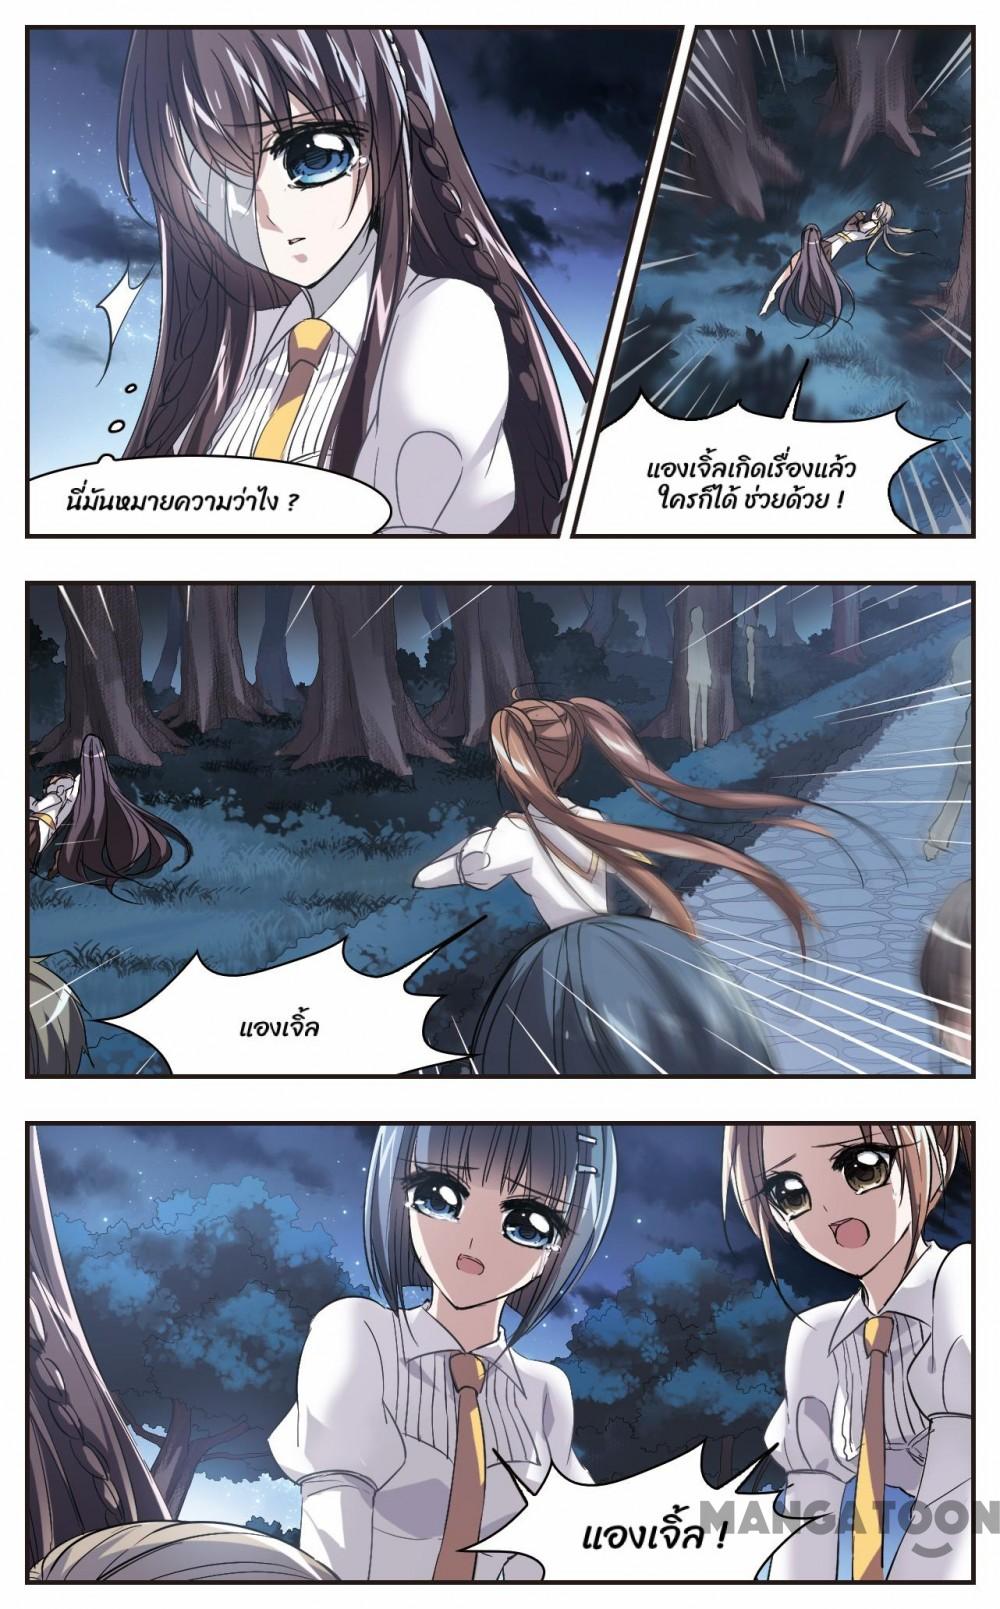 นี่มันหมายความว่าไง ?
แองเจิ้ลเกิดเรื่องแล้ว
ใครก็ได้ ช่วยด้วย !
แองเจิ้ล
แองเจิ้ล !
MANGATOON